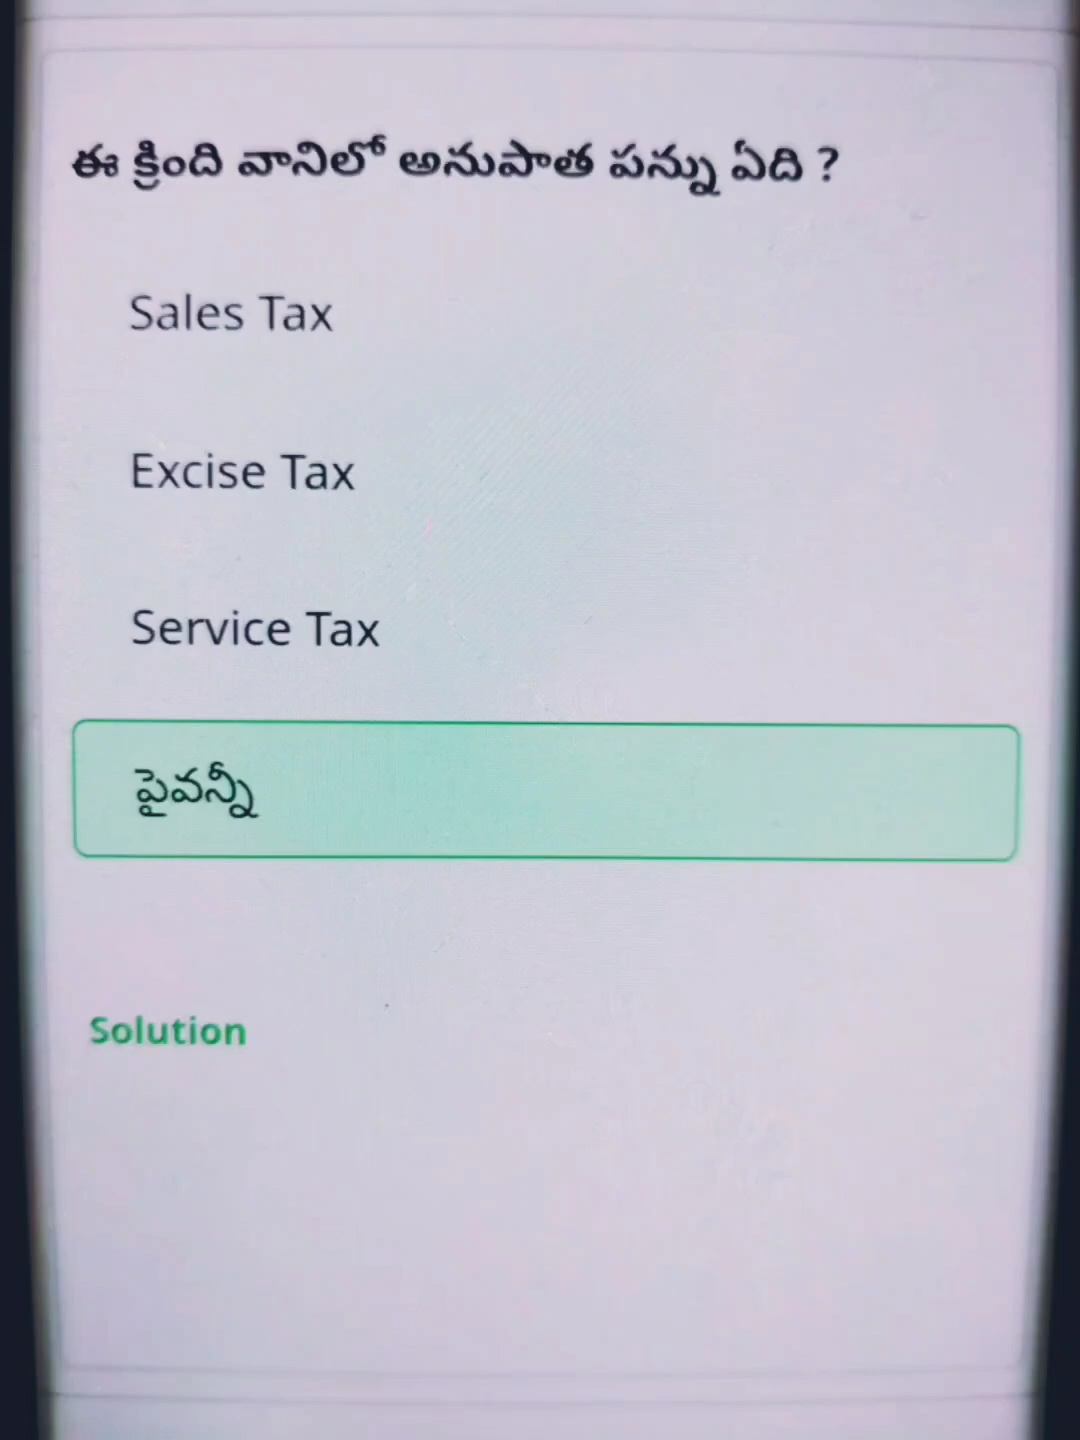 ఈ క్రింది వానిలో అనుపాత పన్ను ఏది ?
Sales Tax
Excise Tax
Service Tax
పైవన్నీ
Solution